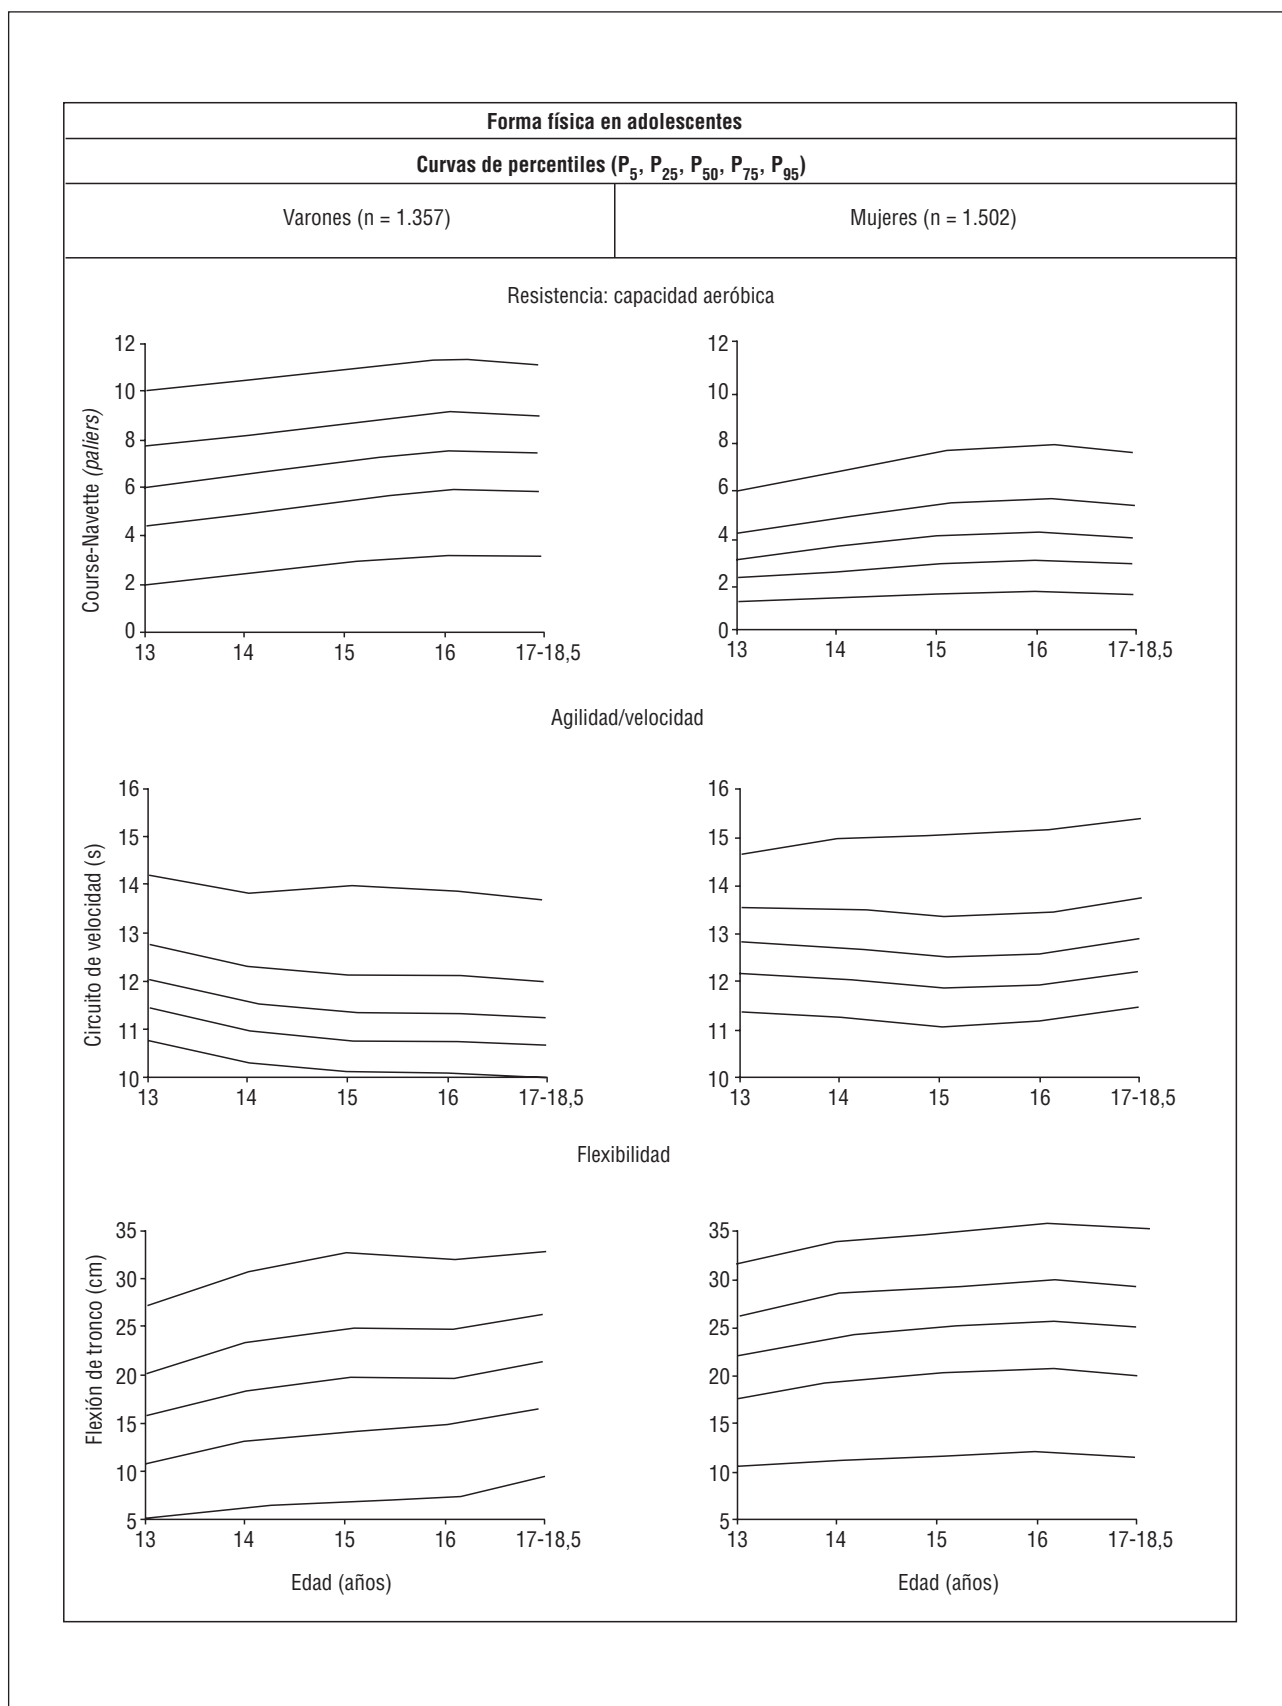 Forma física en adolescentes
Curvas de percentiles (P5, P25, P50, P75, P95)
Varones (n = 1.357)
Mujeres (n = 1.502)
Resistencia: capacidad aeróbica
Course-Navette (paliers)
12
10
8
6
4
2
0
13 14 15 16 17-18,5
12
10
8
6
4
2
0
13 14 15 16 17-18,5
Agilidad/velocidad
Circuito de velocidad (s)
16
15
14
13
12
11
10
13 14 15 16 17-18,5
16
15
14
13
12
11
10
13 14 15 16 17-18,5
Flexibilidad
Flexión de tronco (cm)
35
30
25
20
15
10
5
13 14 15 16 17-18,5
Edad (años)
35
30
25
20
15
10
5
13 14 15 16 17-18,5
Edad (años)